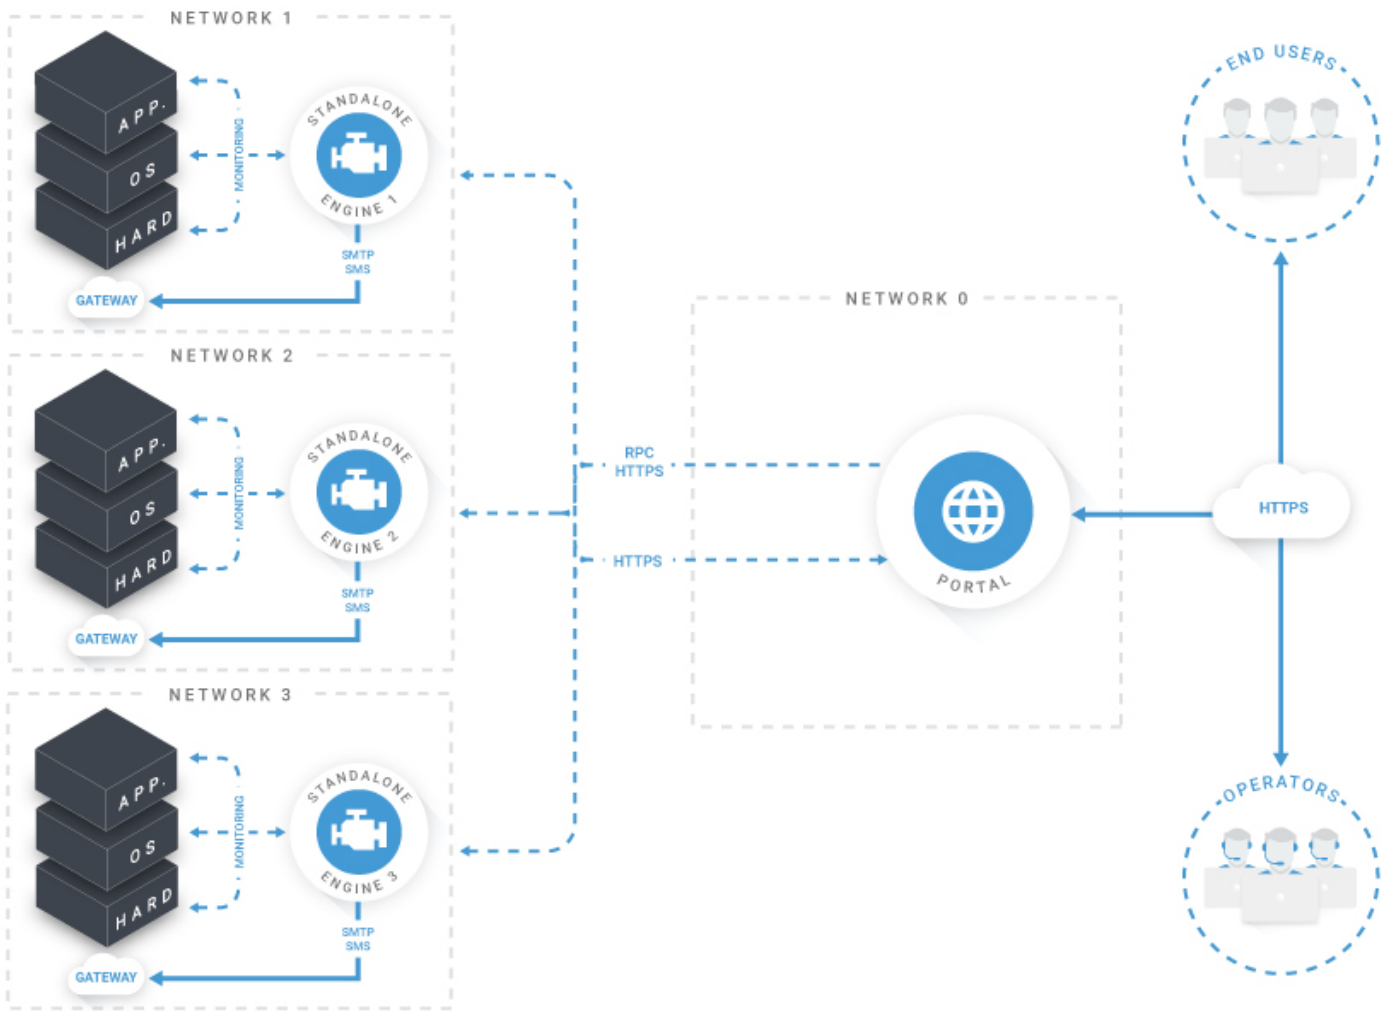 NETWORK 1
APP.
OS
HARD
MONITORING
STANDALONE
ENGINE 1
SMTP
SMS
GATEWAY
NETWORK 2
APP.
OS
HARD
MONITORING
STANDALONE
ENGINE 2
SMTP
SMS
GATEWAY
NETWORK 3
APP.
OS
HARD
MONITORING
STANDALONE
ENGINE 3
SMTP
SMS
GATEWAY
RPC
HTTPS
HTTPS
NETWORK 0
PORTAL
END USERS
HTTPS
OPERATORS